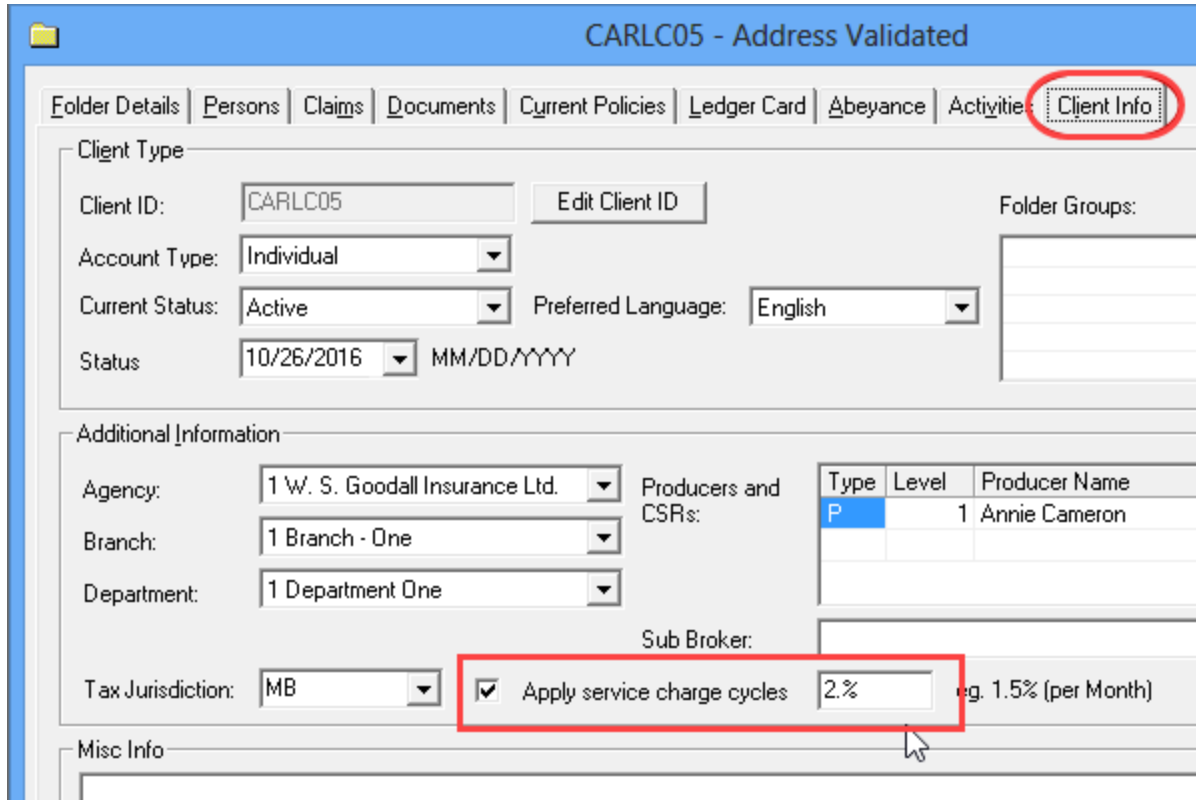 CARLC05 - Address Validated
Folder Details Persons Claims Documents Current Policies Ledger Card Abeyance Activities Client Info
Client Type
Client ID: CARLC05 Edit Client ID Folder Groups:
Account Type: Individual
Current Status: Active Preferred Language: English
Status 10/26/2016 MM/DD/YYYY
Additional Information
Agency: 1 W. S. Goodall Insurance Ltd. Producers and CSRs: Type Level Producer Name
P 1 Annie Cameron
Branch: 1 Branch - One
Department: 1 Department One
Sub Broker:
Tax Jurisdiction: MB Apply service charge cycles 2.% eg. 1.5% (per Month)
Misc Info